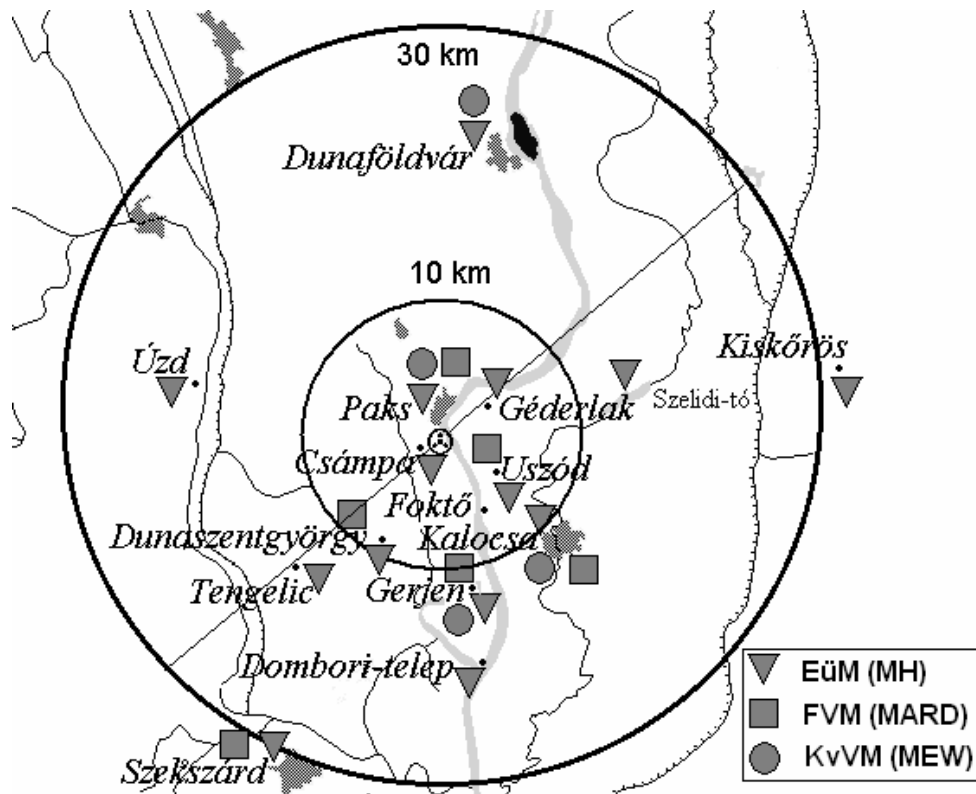 30 km
Dunaföldvár
10 km
Úzd
Kiskőrös
Paks
Géderlak
Szelidi-tó
Csámpa
Uszód
Foktő
Dunaszentgyörgy
Kalocsa
Tengelic
Gerjen
Dombori-telep
Szekszárd
EüM (MH)
FVM (MARD)
KvVM (MEW)